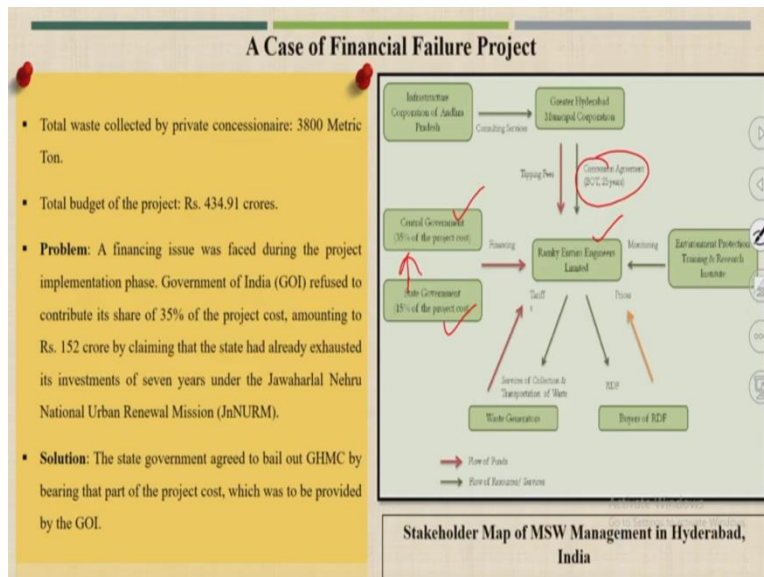 A Case of Financial Failure Project
▪ Total waste collected by private concessionaire: 3800 Metric
Ton.
▪ Total budget of the project: Rs. 434.91 crores.
▪ Problem: A financing issue was faced during the project
implementation phase. Government of India (GOI) refused to
contribute its share of 35% of the project cost, amounting to
Rs. 152 crore by claiming that the state had already exhausted
its investments of seven years under the Jawaharlal Nehru
National Urban Renewal Mission (JnNURM).
▪ Solution: The state government agreed to bail out GHMC by
bearing that part of the project cost, which was to be provided
by the GOI.
Infrastructure
Corporation of Andhra
Pradesh
Consulting Services
Greater Hyderabad
Municipal Corporation
Tipping Fees
Concession Agreement
(BOT, 25 years)
Central Government
(35% of the project cost)
State Government
(15% of the project cost)
Financing
Ramky Enviro Engineers
Limited
Monitoring
Environment Protection
Training & Research
Institute
Tariff
s
Prices
Services of Collection &
Transportation of Waste
RDF
Waste Generators
Buyers of RDF
Flow of Funds
Flow of Resource/ Services
Activate Windows
Go to Settings to activate Windows.
Stakeholder Map of MSW Management in Hyderabad,
India